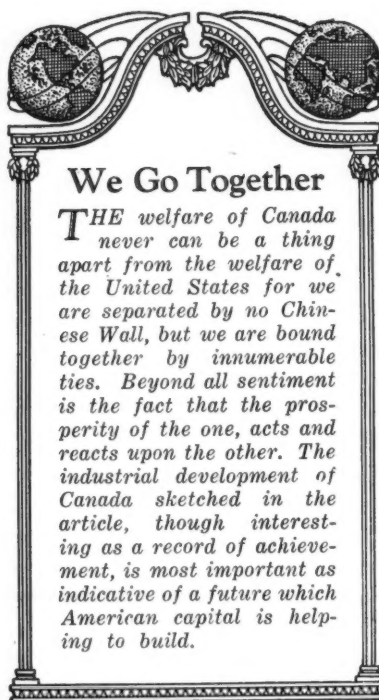 We Go Together
THE welfare of Canada
never can be a thing
apart from the welfare of
the United States for we
are separated by no Chin-
ese Wall, but we are bound
together by innumerable
ties. Beyond all sentiment
is the fact that the pros-
perity of the one, acts and
reacts upon the other. The
industrial development of
Canada sketched in the
article, though interest-
ing as a record of achieve-
ment, is most important as
indicative of a future which
American capital is help-
ing to build.